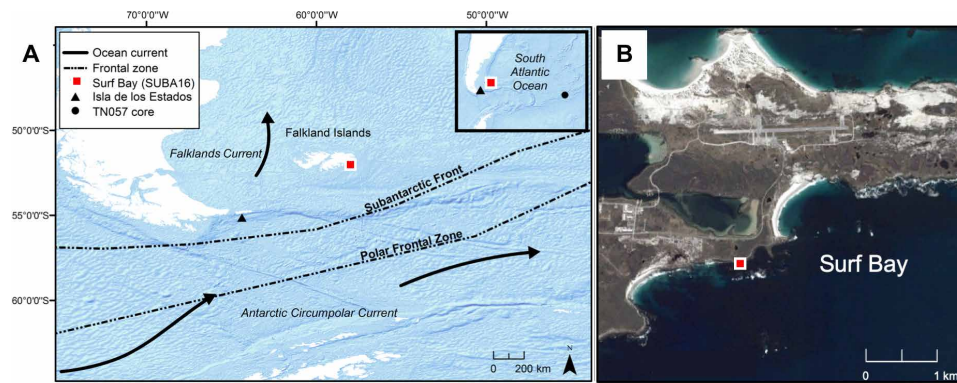 70°0'0"W
60°0'0"W
50°0'0"W
A
Ocean current
Frontal zone
Surf Bay (SUBA16)
Isla de los Estados
TN057 core
South
Atlantic
Ocean
50°0'0"S
55°0'0"S
60°0'0"S
Falkland Islands
Falklands Current
Subantarctic Front
Polar Frontal Zone
Antarctic Circumpolar Current
N
0 200 km
B
Surf Bay
0 1 km